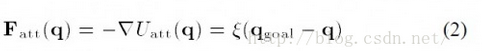 F_att(q) = −∇U_att(q) = ξ(q_goal − q) (2)
http://blog.csdn.net/